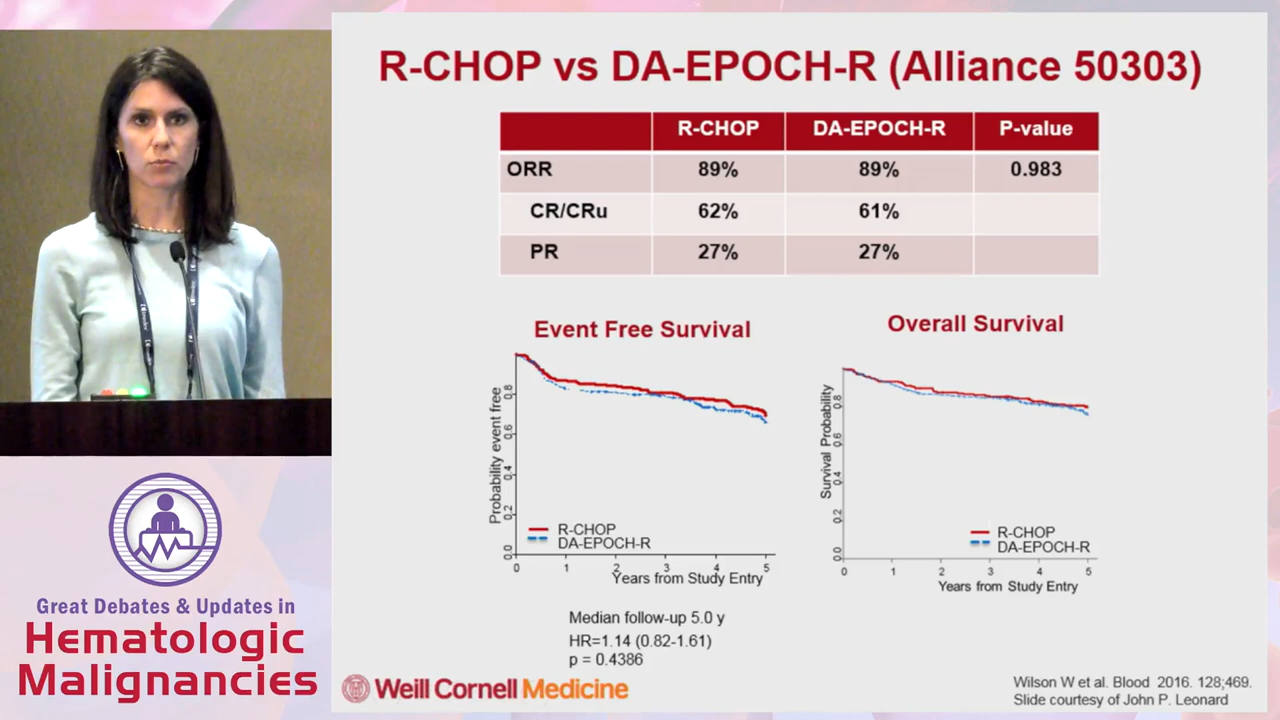 R-CHOP vs DA-EPOCH-R (Alliance 50303)
R-CHOP DA-EPOCH-R P-value
ORR 89% 89% 0.983
CR/CRu 62% 61%
PR 27% 27%
Event Free Survival
Probability event free
0.0 0.2 0.4 0.6 0.8
R-CHOP
DA-EPOCH-R
0 1 2 3 4 5
Years from Study Entry
Median follow-up 5.0 y
HR=1.14 (0.82-1.61)
p = 0.4386
Overall Survival
Survival Probability
0.0 0.2 0.4 0.6 0.8
R-CHOP
DA-EPOCH-R
0 1 2 3 4 5
Years from Study Entry
Weill Cornell Medicine
Wilson W et al. Blood 2016. 128;469.
Slide courtesy of John P. Leonard
Great Debates & Updates in
Hematologic
Malignancies